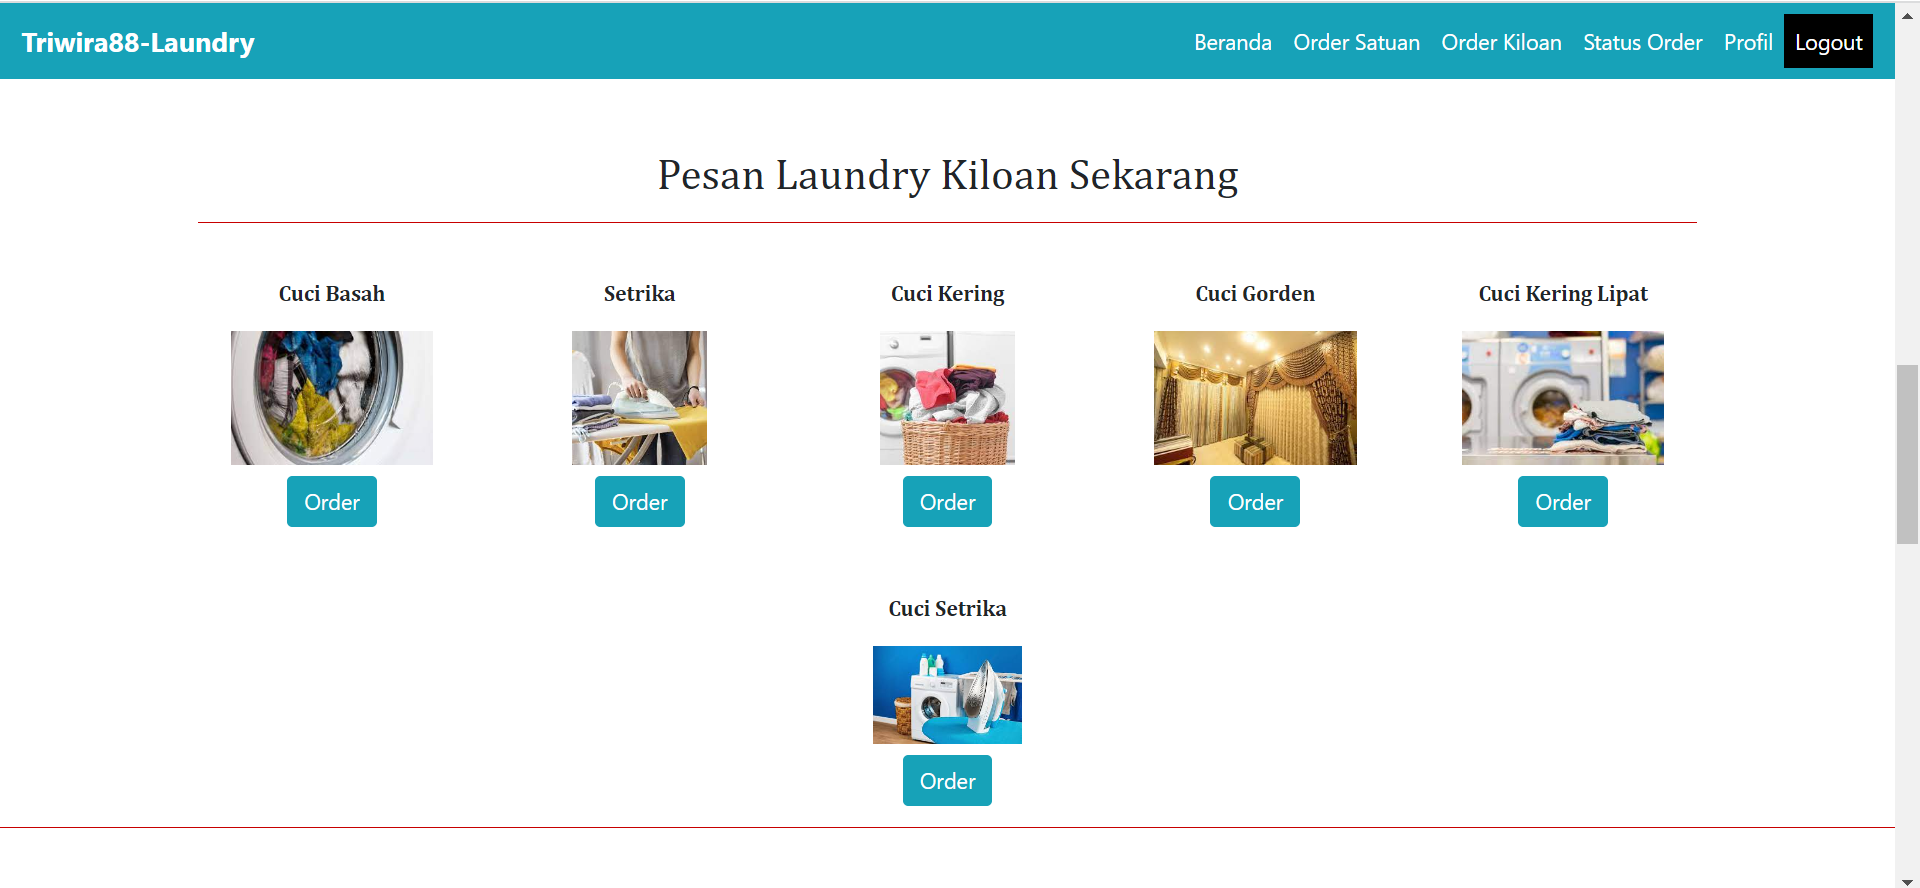 Triwira88-Laundry
Beranda Order Satuan Order Kiloan Status Order Profil Logout
Pesan Laundry Kiloan Sekarang
Cuci Basah Setrika Cuci Kering Cuci Gorden Cuci Kering Lipat
Order Order Order Order Order
Cuci Setrika
Order